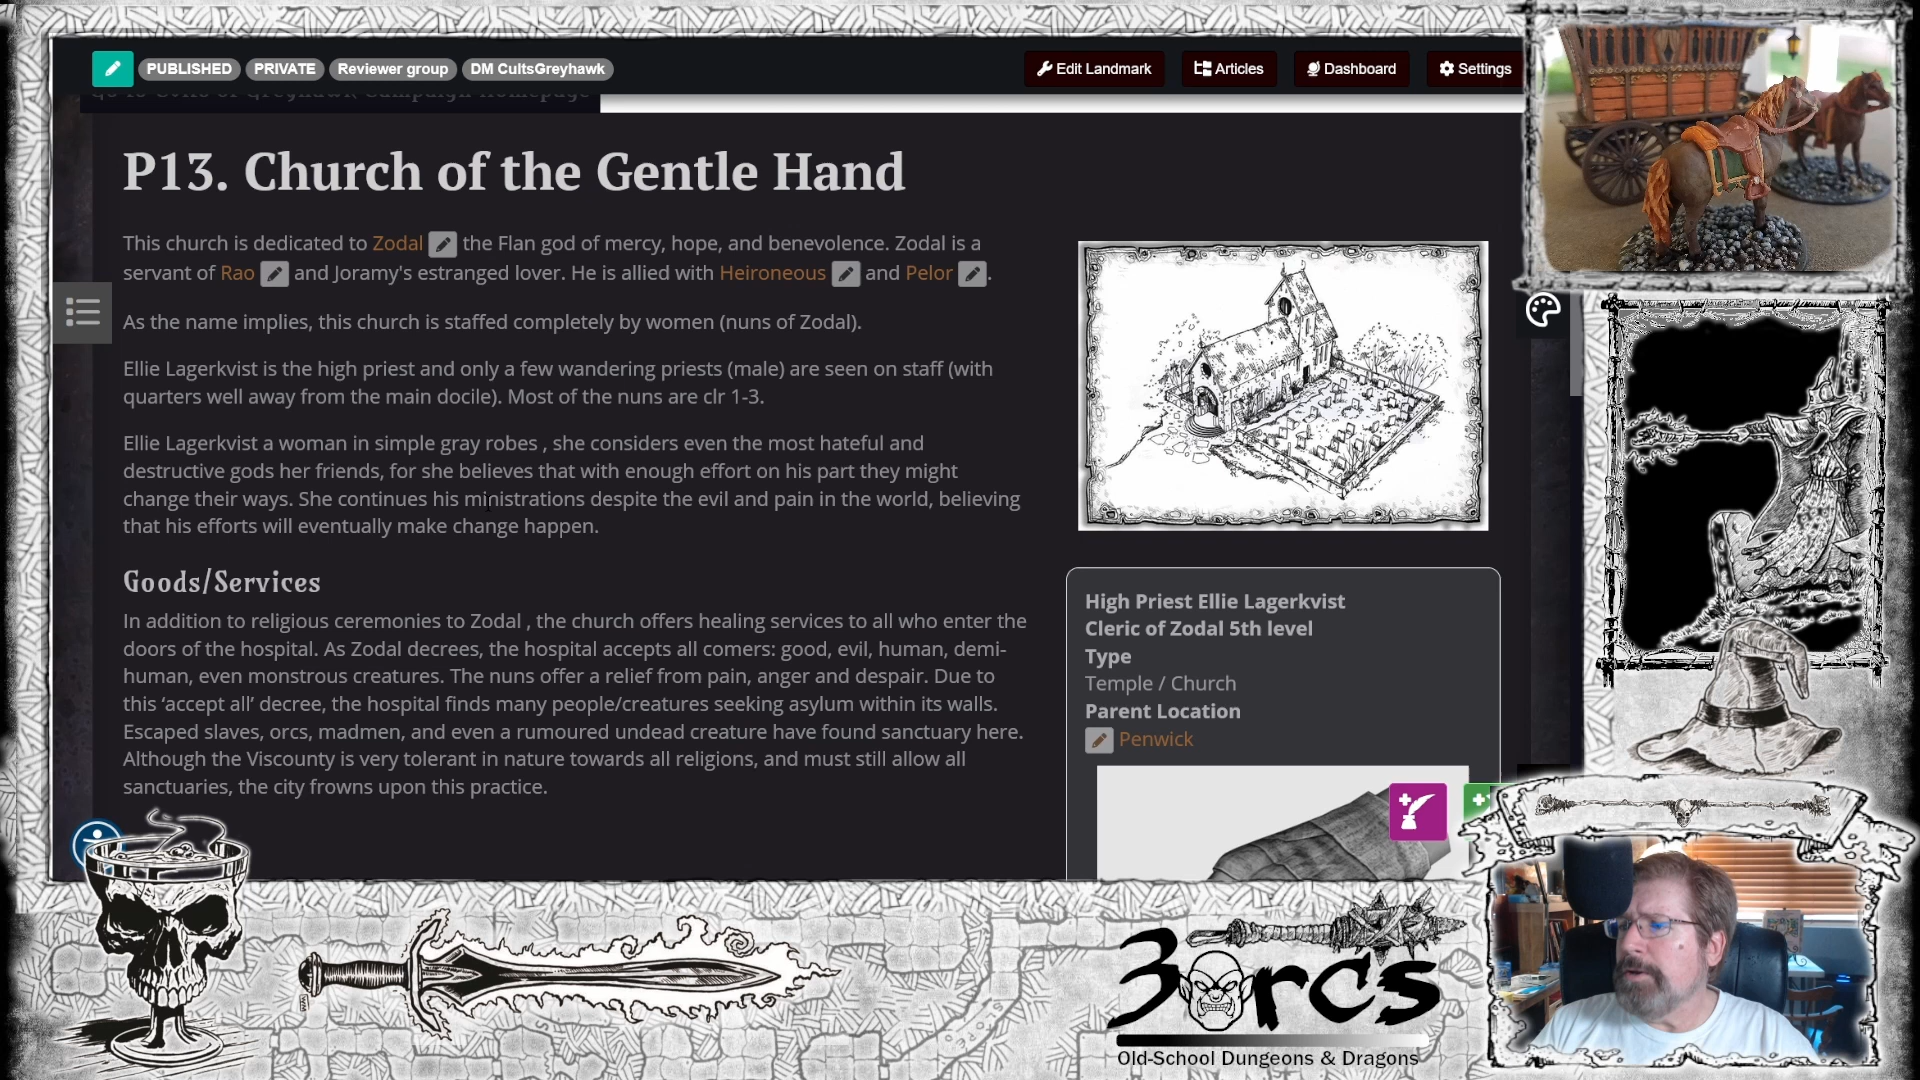 PUBLISHED PRIVATE Reviewer group DM CultsGreyhawk
Edit Landmark Articles Dashboard Settings
P13. Church of the Gentle Hand
This church is dedicated to Zodal the Flan god of mercy, hope, and benevolence. Zodal is a
servant of Rao and Joramy's estranged lover. He is allied with Heironeous and Pelor .
As the name implies, this church is staffed completely by women (nuns of Zodal).
Ellie Lagerkvist is the high priest and only a few wandering priests (male) are seen on staff (with
quarters well away from the main docile). Most of the nuns are clr 1-3.
Ellie Lagerkvist a woman in simple gray robes , she considers even the most hateful and
destructive gods her friends, for she believes that with enough effort on his part they might
change their ways. She continues his ministrations despite the evil and pain in the world, believing
that his efforts will eventually make change happen.
Goods/Services
In addition to religious ceremonies to Zodal , the church offers healing services to all who enter the
doors of the hospital. As Zodal decrees, the hospital accepts all comers: good, evil, human, demi-
human, even monstrous creatures. The nuns offer a relief from pain, anger and despair. Due to
this ‘accept all’ decree, the hospital finds many people/creatures seeking asylum within its walls.
Escaped slaves, orcs, madmen, and even a rumoured undead creature have found sanctuary here.
Although the Viscounty is very tolerant in nature towards all religions, and must still allow all
sanctuaries, the city frowns upon this practice.
High Priest Ellie Lagerkvist
Cleric of Zodal 5th level
Type
Temple / Church
Parent Location
Penwick
3 orcs
Old-School Dungeons & Dragons